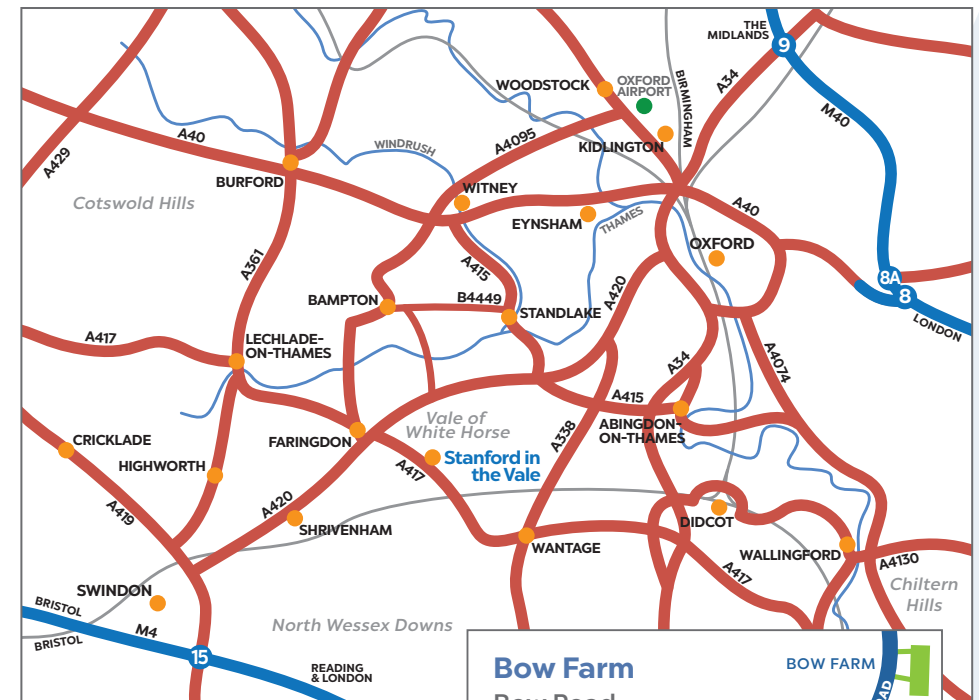 THE
MIDLANDS
9
WOODSTOCK
OXFORD
AIRPORT
BIRMINGHAM
A34
M40
A429
A40
WINDRUSH
A4095
KIDLINGTON
BURFORD
WITNEY
Cotswold Hills
EYNSHAM
THAMES
A40
OXFORD
A361
A415
8A
8
LONDON
BAMPTON
B4449
STANDLAKE
A420
A417
LECHLADE-
ON-THAMES
A34
A4074
A415
ABINGDON-
ON-THAMES
Vale of
White Horse
CRICKLADE
FARINGDON
A338
HIGHWORTH
A417
Stanford in
the Vale
A419
A420
SHRIVENHAM
DIDCOT
WANTAGE
WALLINGFORD
A4130
A417
Chiltern
Hills
SWINDON
BRISTOL
BRISTOL
M4
15
North Wessex Downs
READING
& LONDON
Bow Farm
Bow Road
BOW FARM
AD